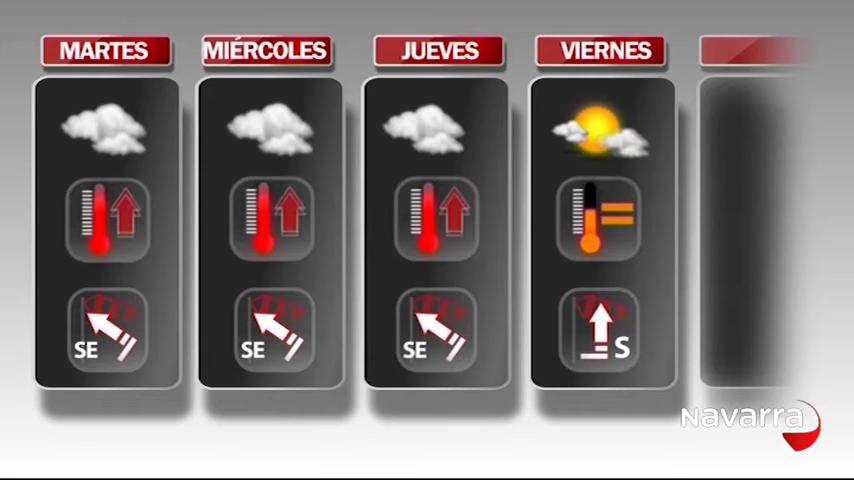 MARTES
MIÉRCOLES
JUEVES
VIERNES
SE
SE
SE
S
Navarra